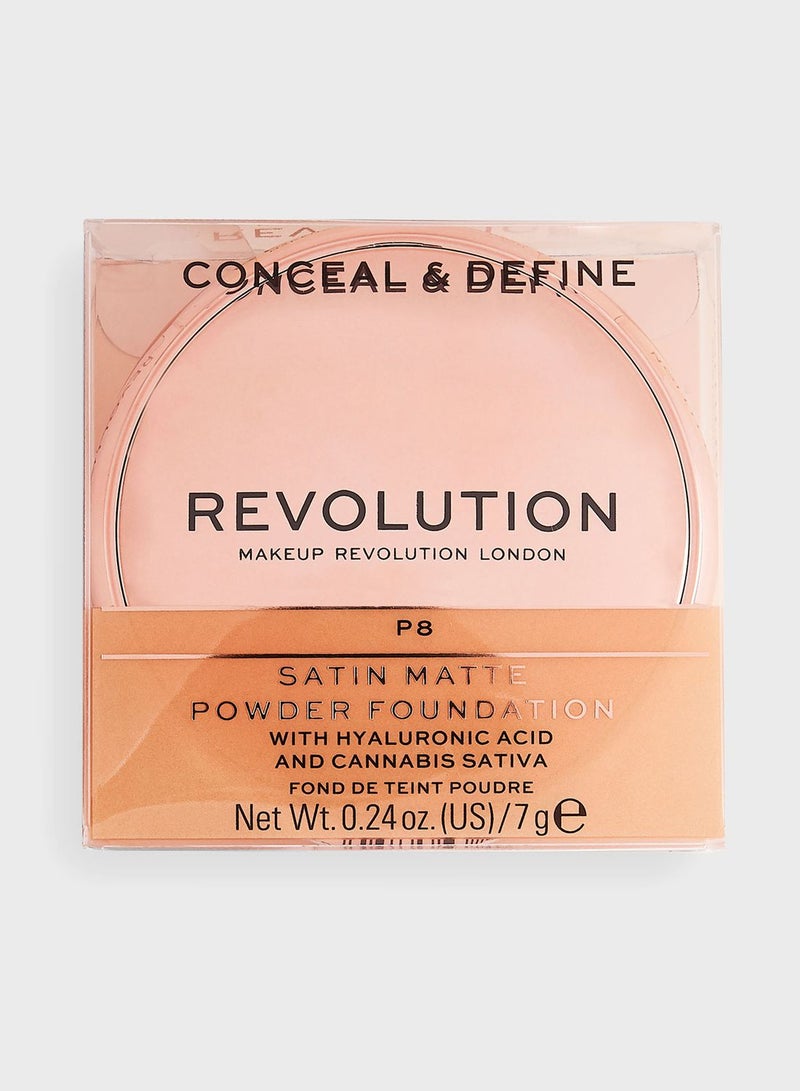 CONCEAL & DEFINE
REVOLUTION
MAKEUP REVOLUTION LONDON
P8
SATIN MATTE
POWDER FOUNDATION
WITH HYALURONIC ACID
AND CANNABIS SATIVA
FOND DE TEINT POUDRE
Net Wt. 0.24 oz. (US)/7 g ℮